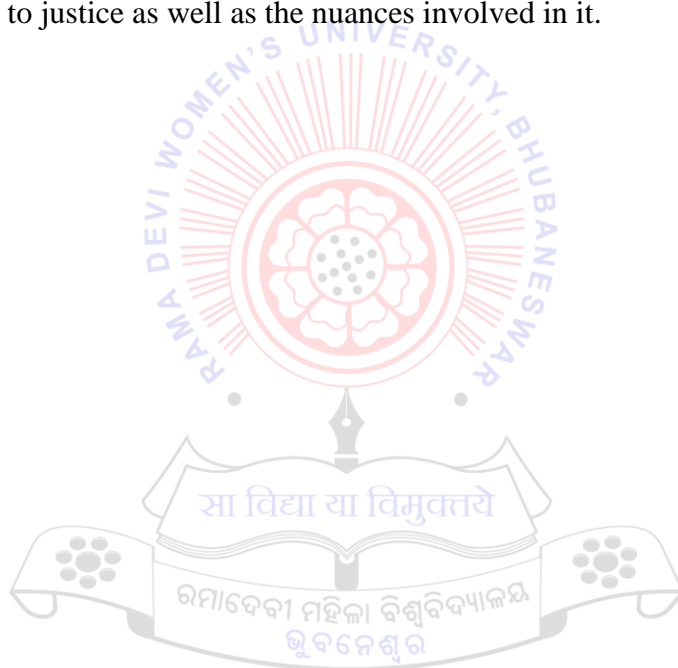 to justice as well as the nuances involved in it.
RAMA DEVI WOMEN'S UNIVERSITY, BHUBANESWAR
सा विद्या या विमुक्तये
ରମାଦେବୀ ମହିଳା ବିଶ୍ୱବିଦ୍ୟାଳୟ
ଭୁବନେଶ୍ୱର